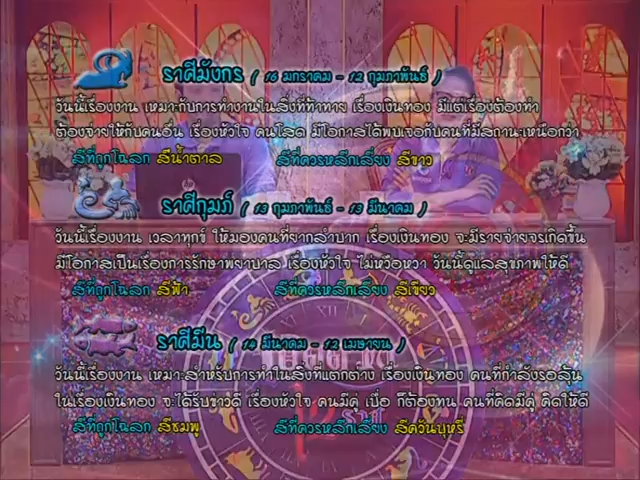 ราศีมังกร ( 16 มกราคม - 12 กุมภาพันธ์ )
วันนี้เรื่องงาน เหมาะกับการทำงานในสิ่งที่ท้าทาย เรื่องเงินทอง มีแต่เรื่องต้องทำ
ต้องจ่ายให้กับคนอื่น เรื่องหัวใจ คนโสด มีโอกาสได้พบเจอกับคนที่มีสถานะเหนือกว่า
สีที่ถูกโฉลก สีน้ำตาล สีที่ควรหลีกเลี่ยง สีขาว
ราศีกุมภ์ ( 13 กุมภาพันธ์ - 13 มีนาคม )
วันนี้เรื่องงาน เวลาทุกข์ ให้มองคนที่ยากลำบาก เรื่องเงินทอง จะมีรายจ่ายจรเกิดขึ้น
มีโอกาสเป็นเรื่องการรักษาพยาบาล เรื่องหัวใจ ไม่หวือหวา วันนี้ดูแลสุขภาพให้ดี
สีที่ถูกโฉลก สีฟ้า สีที่ควรหลีกเลี่ยง สีเขียว
ราศีมีน ( 14 มีนาคม - 12 เมษายน )
วันนี้เรื่องงาน เหมาะสำหรับการทำในสิ่งที่แตกต่าง เรื่องเงินทอง คนที่กำลังรอลุ้น
ในเรื่องเงินทอง จะได้รับข่าวดี เรื่องหัวใจ คนมีคู่ เบื่อ ก็ต้องทน คนที่คิดมีคู่ คิดให้ดี
สีที่ถูกโฉลก สีชมพู สีที่ควรหลีกเลี่ยง สีควันบุหรี่
12 ราศี